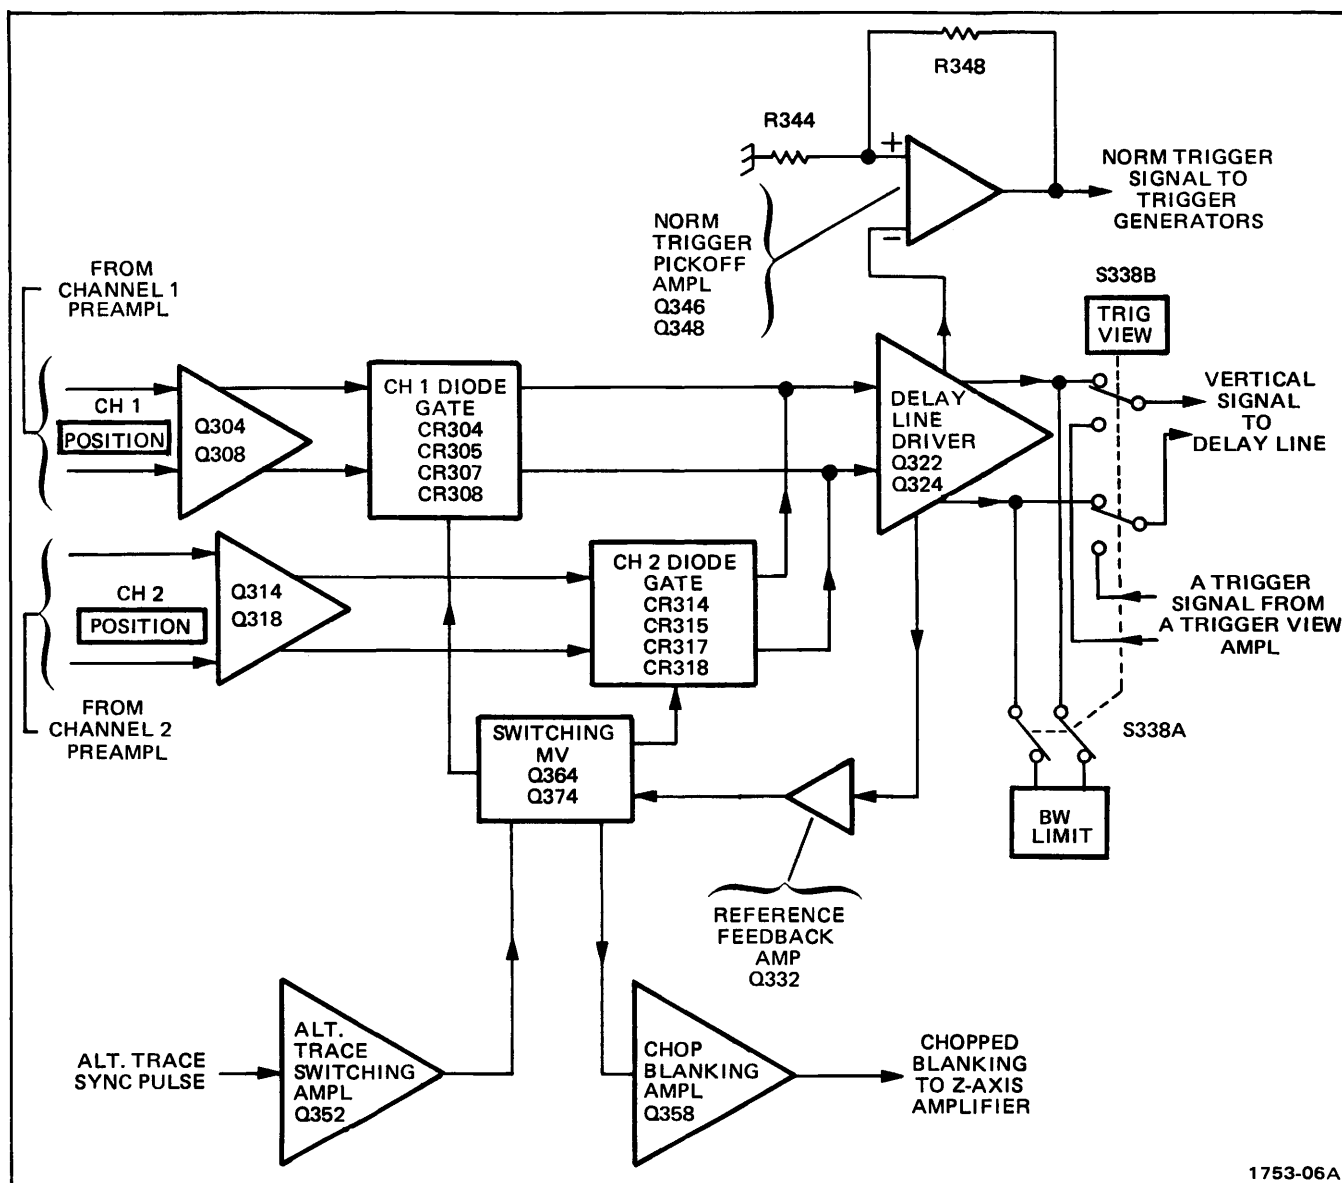 R348
R344
+
−
NORM TRIGGER
SIGNAL TO
TRIGGER
GENERATORS
NORM
TRIGGER
PICKOFF
AMPL
Q346
Q348
FROM
CHANNEL 1
PREAMPL
S338B
TRIG
VIEW
CH 1
POSITION
Q304
Q308
CH 1 DIODE
GATE
CR304
CR305
CR307
CR308
DELAY
LINE
DRIVER
Q322
Q324
VERTICAL
SIGNAL
TO
DELAY LINE
CH 2
POSITION
Q314
Q318
CH 2 DIODE
GATE
CR314
CR315
CR317
CR318
A TRIGGER
SIGNAL FROM
A TRIGGER VIEW
AMPL
FROM
CHANNEL 2
PREAMPL
SWITCHING
MV
Q364
Q374
S338A
BW
LIMIT
REFERENCE
FEEDBACK
AMP
Q332
ALT. TRACE
SYNC PULSE
ALT.
TRACE
SWITCHING
AMPL
Q352
CHOP
BLANKING
AMPL
Q358
CHOPPED
BLANKING
TO Z-AXIS
AMPLIFIER
1753-06A